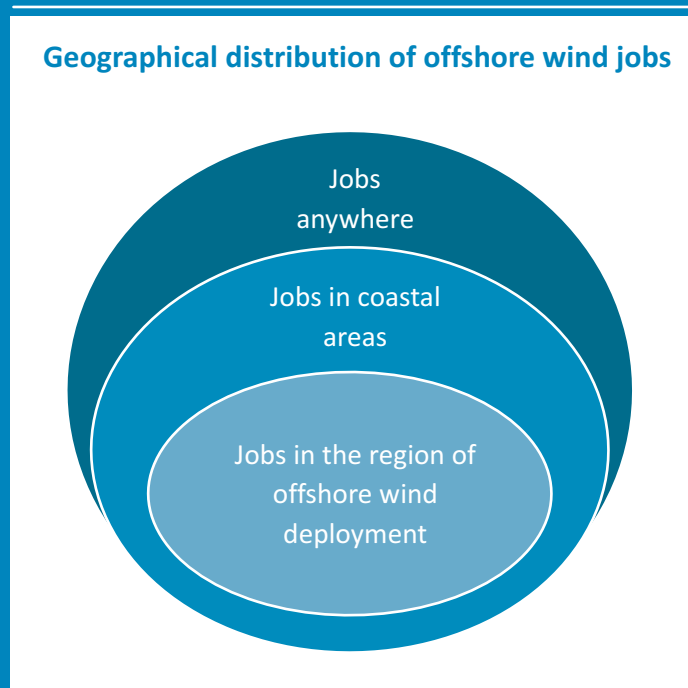 Geographical distribution of offshore wind jobs
Jobs
anywhere
Jobs in coastal
areas
Jobs in the region of
offshore wind
deployment